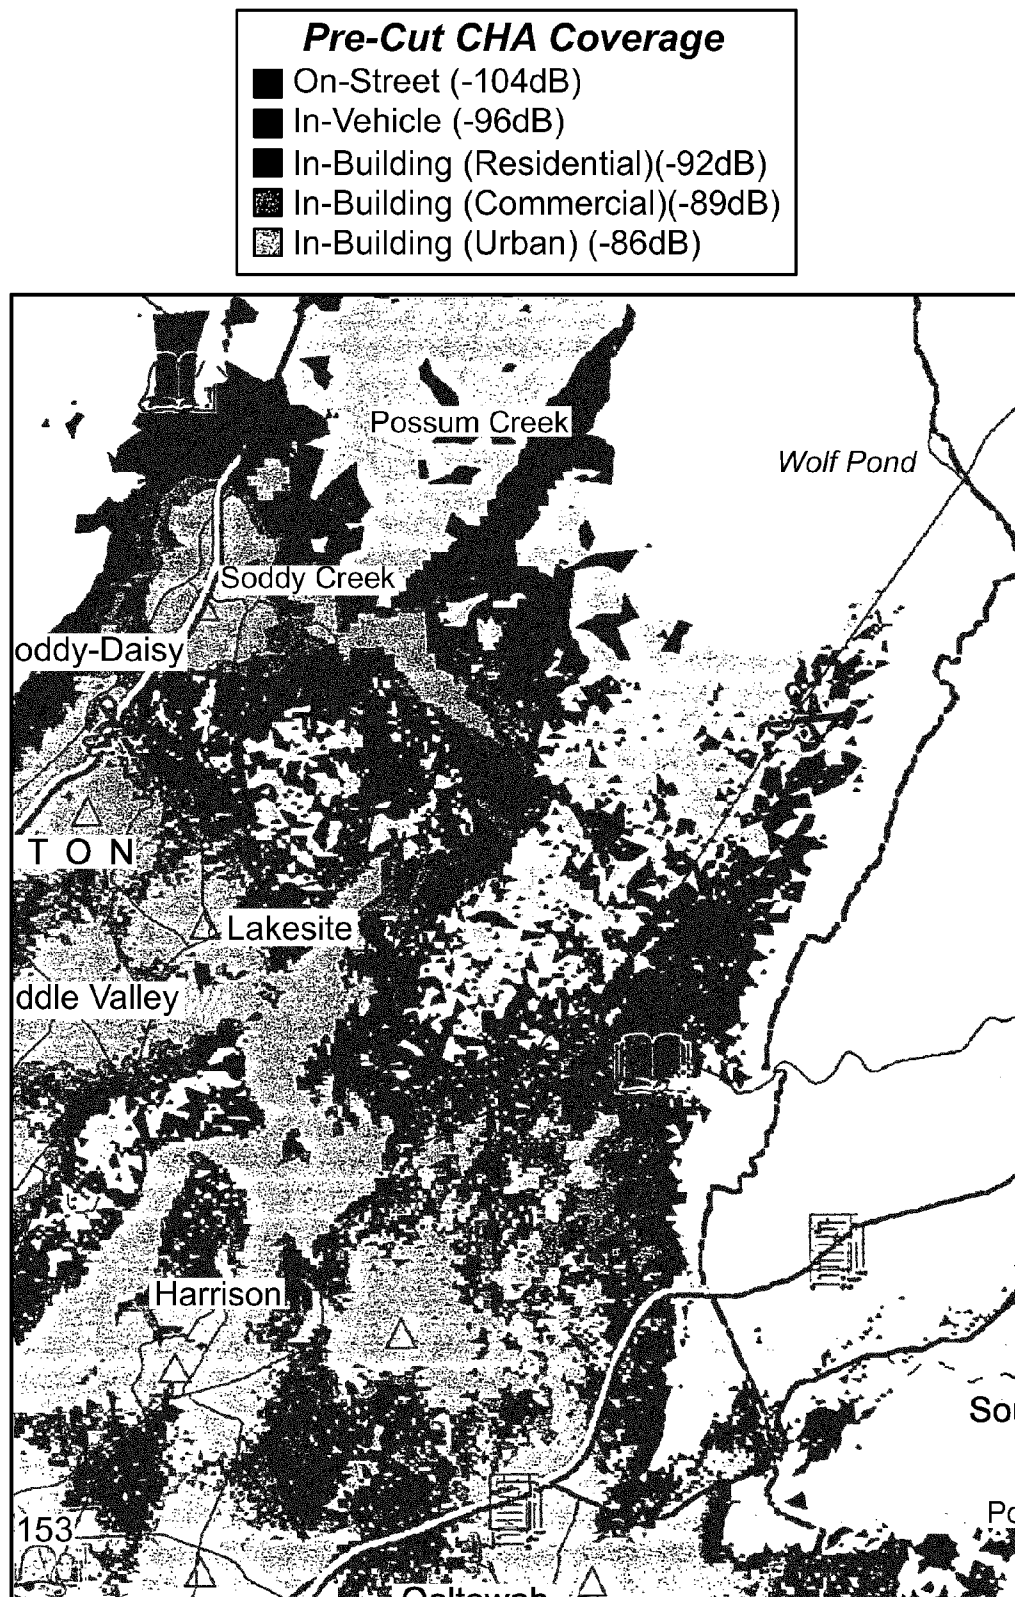 Pre-Cut CHA Coverage
On-Street (-104dB)
In-Vehicle (-96dB)
In-Building (Residential)(-92dB)
In-Building (Commercial)(-89dB)
In-Building (Urban) (-86dB)
Possum Creek
Wolf Pond
Soddy Creek
oddy-Daisy
T O N
Lakesite
ddle Valley
Harrison
Sou
Po
153